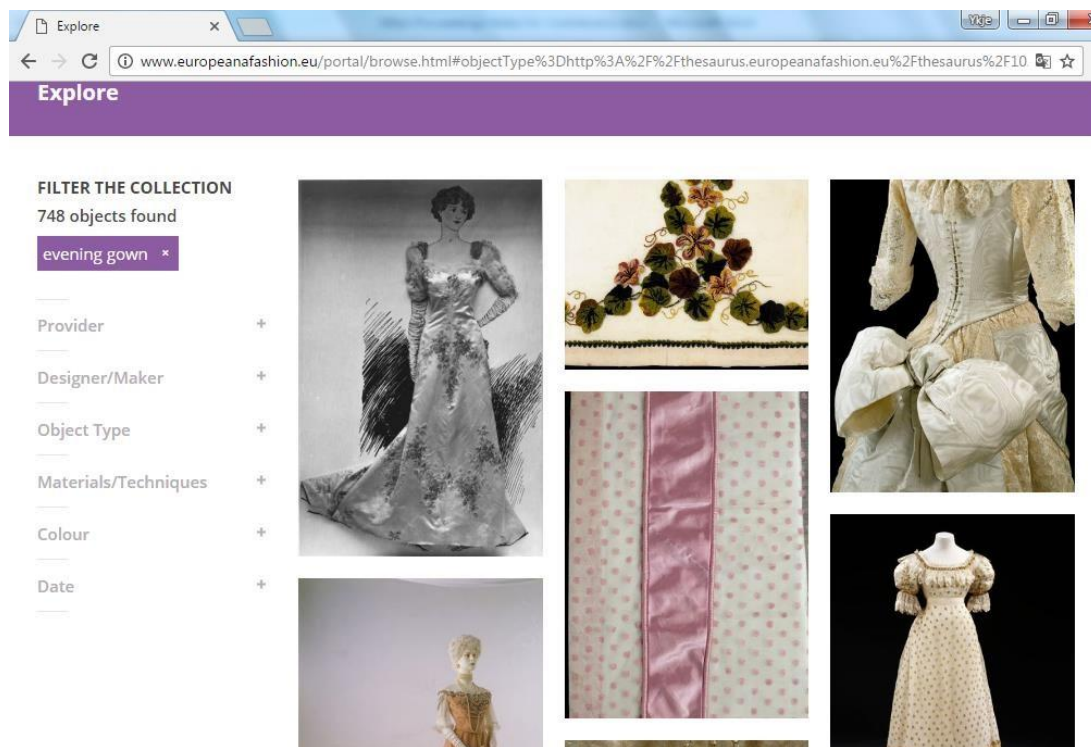 Explore
Ykje
www.europeanafashion.eu/portal/browse.html#objectType%3Dhttp%3A%2F%2Fthesaurus.europeanafashion.eu%2Fthesaurus%2F10
Explore
FILTER THE COLLECTION
748 objects found
evening gown ×
Provider +
Designer/Maker +
Object Type +
Materials/Techniques +
Colour +
Date +